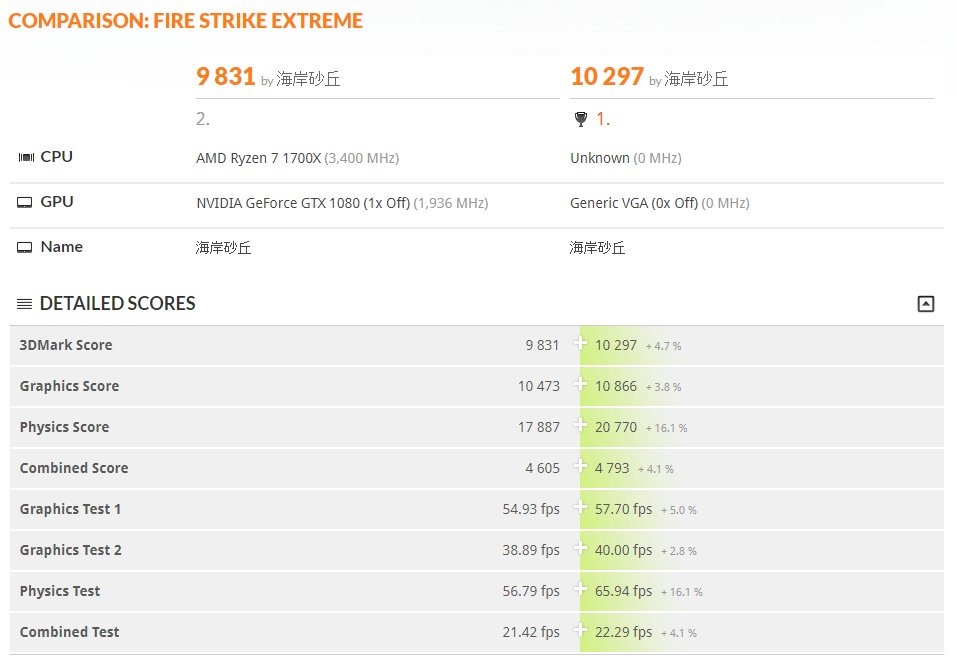 COMPARISON: FIRE STRIKE EXTREME
9 831 by 海岸砂丘 10 297 by 海岸砂丘
2. 1.
CPU AMD Ryzen 7 1700X (3,400 MHz) Unknown (0 MHz)
GPU NVIDIA GeForce GTX 1080 (1x Off) (1,936 MHz) Generic VGA (0x Off) (0 MHz)
Name 海岸砂丘 海岸砂丘
DETAILED SCORES
3DMark Score 9 831 10 297 + 4.7 %
Graphics Score 10 473 10 866 + 3.8 %
Physics Score 17 887 20 770 + 16.1 %
Combined Score 4 605 4 793 + 4.1 %
Graphics Test 1 54.93 fps 57.70 fps + 5.0 %
Graphics Test 2 38.89 fps 40.00 fps + 2.8 %
Physics Test 56.79 fps 65.94 fps + 16.1 %
Combined Test 21.42 fps 22.29 fps + 4.1 %